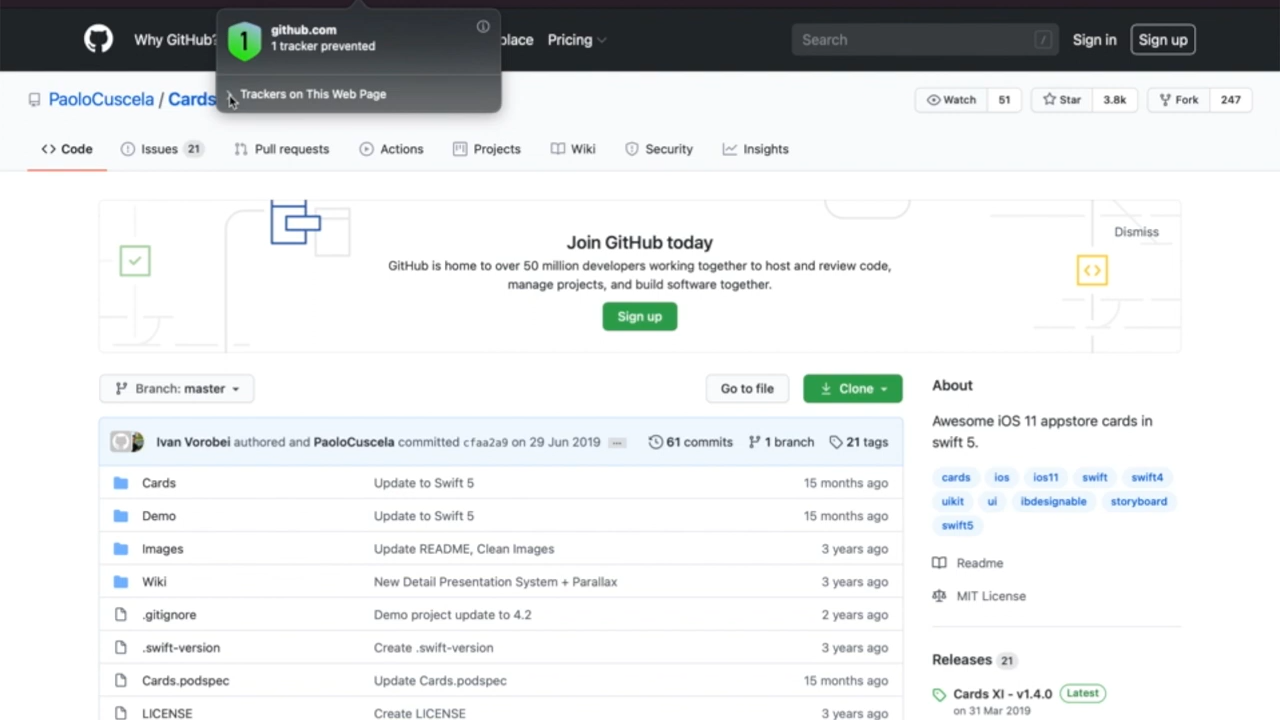 github.com
1
1 tracker prevented
Trackers on This Web Page
Why GitHub?
place
Pricing
Search
/
Sign in
Sign up
PaoloCuscela / Cards
Watch 51
Star 3.8k
Fork 247
Code
Issues 21
Pull requests
Actions
Projects
Wiki
Security
Insights
Join GitHub today
Dismiss
GitHub is home to over 50 million developers working together to host and review code,
manage projects, and build software together.
Sign up
Branch: master
Go to file
Clone
Ivan Vorobei authored and PaoloCuscela committed cfaa2a9 on 29 Jun 2019 ...
61 commits
1 branch
21 tags
Cards Update to Swift 5 15 months ago
Demo Update to Swift 5 15 months ago
Images Update README, Clean Images 3 years ago
Wiki New Detail Presentation System + Parallax 3 years ago
.gitignore Demo project update to 4.2 2 years ago
.swift-version Create .swift-version 3 years ago
Cards.podspec Update Cards.podspec 15 months ago
LICENSE Create LICENSE 3 years ago
About
Awesome iOS 11 appstore cards in
swift 5.
cards ios ios11 swift swift4
uikit ui ibdesignable storyboard
swift5
Readme
MIT License
Releases 21
Cards XI - v1.4.0 Latest
on 31 Mar 2019